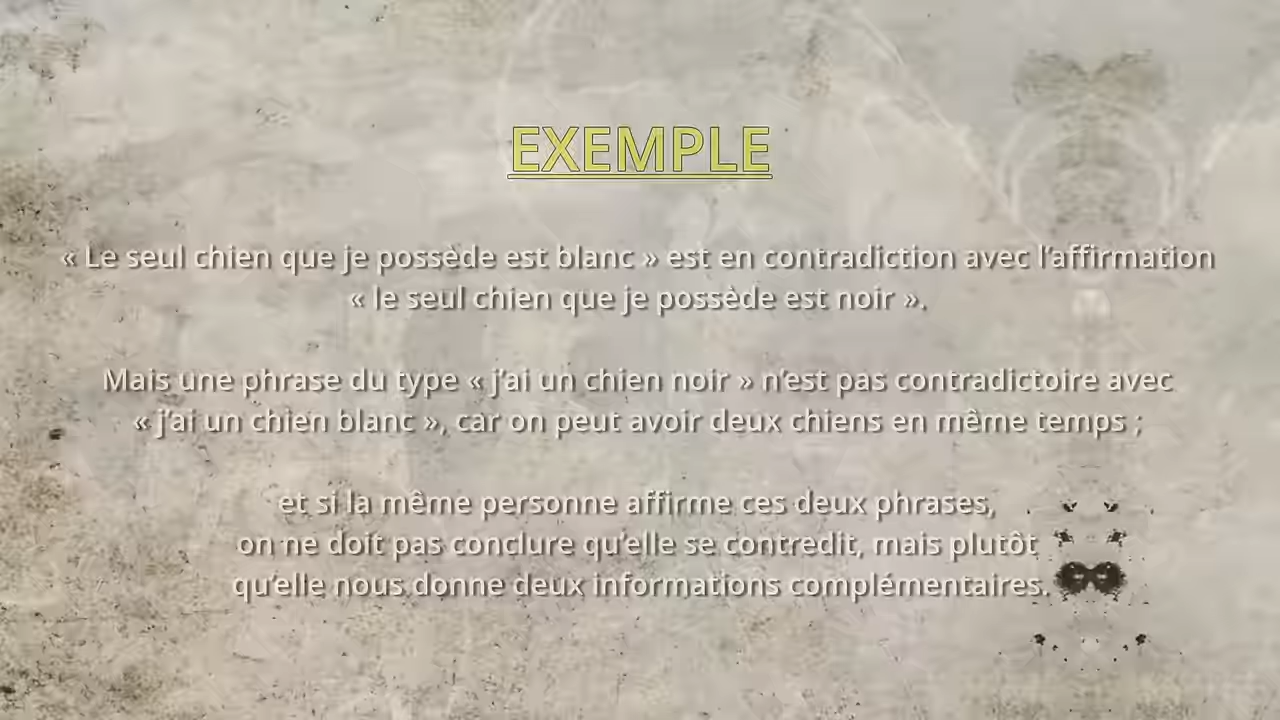 EXEMPLE
« Le seul chien que je possède est blanc » est en contradiction avec l’affirmation
« le seul chien que je possède est noir ».
Mais une phrase du type « j’ai un chien noir » n’est pas contradictoire avec
« j’ai un chien blanc », car on peut avoir deux chiens en même temps ;
et si la même personne affirme ces deux phrases,
on ne doit pas conclure qu’elle se contredit, mais plutôt
qu’elle nous donne deux informations complémentaires.